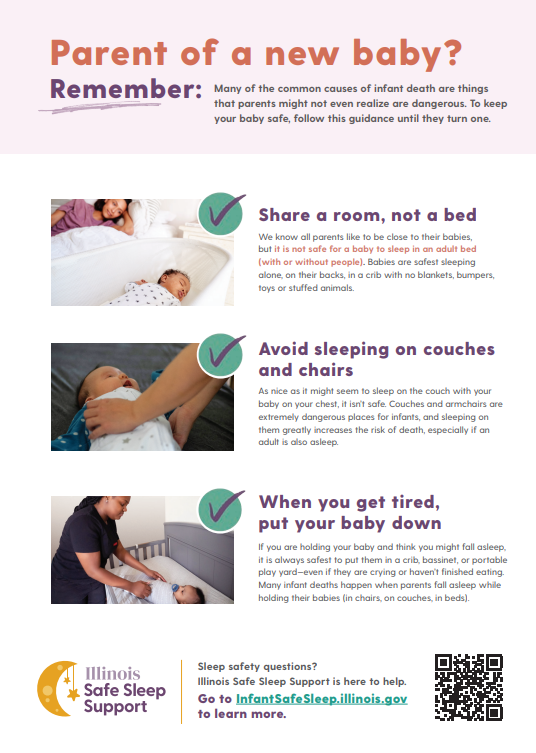 Parent of a new baby?
Remember:
Many of the common causes of infant death are things
that parents might not even realize are dangerous. To keep
your baby safe, follow this guidance until they turn one.
Share a room, not a bed
We know all parents like to be close to their babies,
but it is not safe for a baby to sleep in an adult bed
(with or without people). Babies are safest sleeping
alone, on their backs, in a crib with no blankets, bumpers,
toys or stuffed animals.
Avoid sleeping on couches
and chairs
As nice as it might seem to sleep on the couch with your
baby on your chest, it isn't safe. Couches and armchairs are
extremely dangerous places for infants, and sleeping on
them greatly increases the risk of death, especially if an
adult is also asleep.
When you get tired,
put your baby down
If you are holding your baby and think you might fall asleep,
it is always safest to put them in a crib, bassinet, or portable
play yard—even if they are crying or haven't finished eating.
Many infant deaths happen when parents fall asleep while
holding their babies (in chairs, on couches, in beds).
Illinois
Safe Sleep
Support
Sleep safety questions?
Illinois Safe Sleep Support is here to help.
Go to InfantSafeSleep.illinois.gov
to learn more.